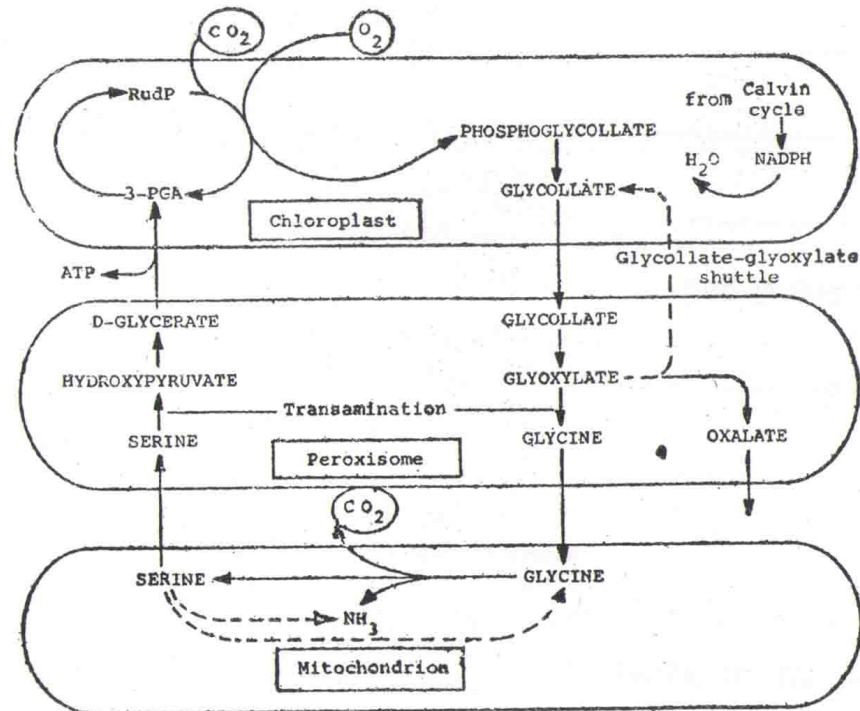 CO2
O2
RudP
from Calvin
cycle
PHOSPHOGLYCOLLATE
H2O
NADPH
3-PGA
GLYCOLLATE
Chloroplast
Glycollate-glyoxylate
shuttle
ATP
D-GLYCERATE
GLYCOLLATE
HYDROXYPYRUVATE
GLYOXYLATE
Transamination
SERINE
GLYCINE
OXALATE
Peroxisome
CO2
SERINE
GLYCINE
NH3
Mitochondrion